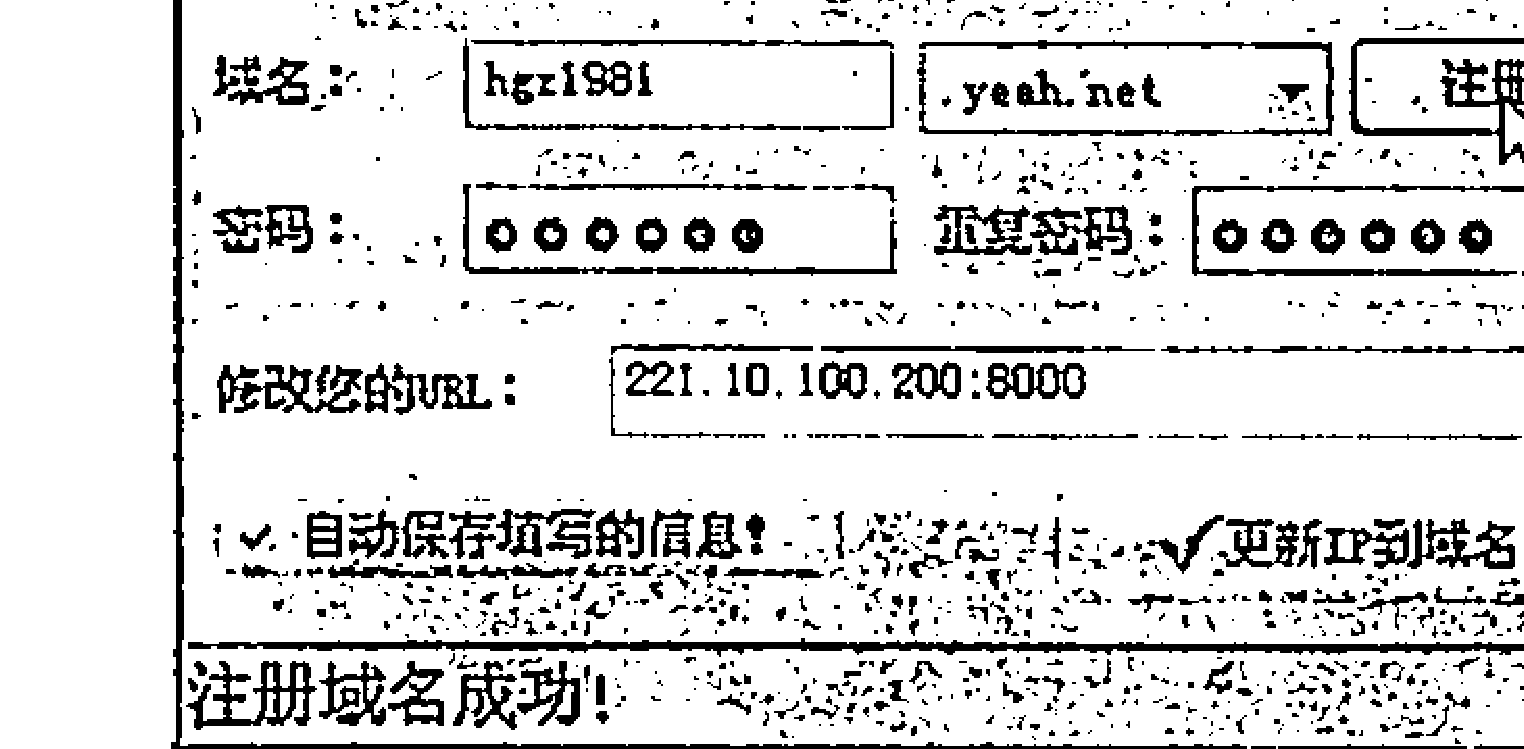 域名： hgz1981 .yeah.net 注册
密码： 重复密码：
修改您的URL： 221.10.100.200:8000
自动保存填写的信息! 更新IP到域名
注册域名成功!